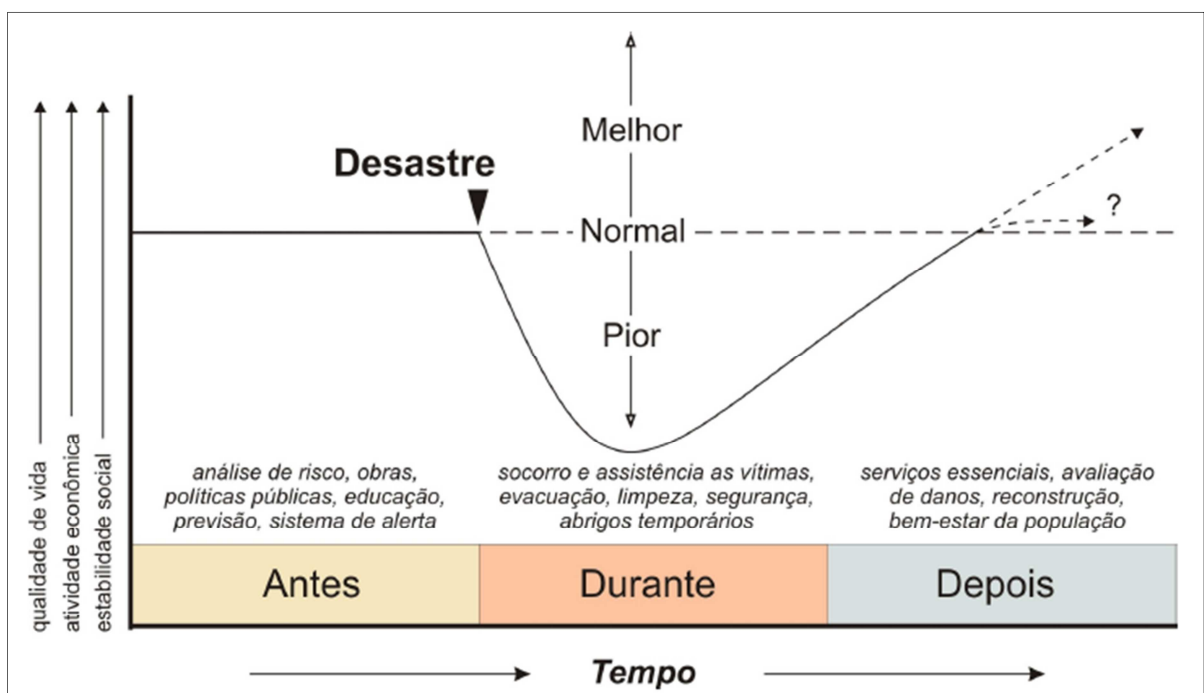 qualidade de vida
atividade econômica
estabilidade social
Desastre
Melhor
Normal
Pior
?
análise de risco, obras,
políticas públicas, educação,
previsão, sistema de alerta
socorro e assistência as vítimas,
evacuação, limpeza, segurança,
abrigos temporários
serviços essenciais, avaliação
de danos, reconstrução,
bem-estar da população
Antes
Durante
Depois
Tempo